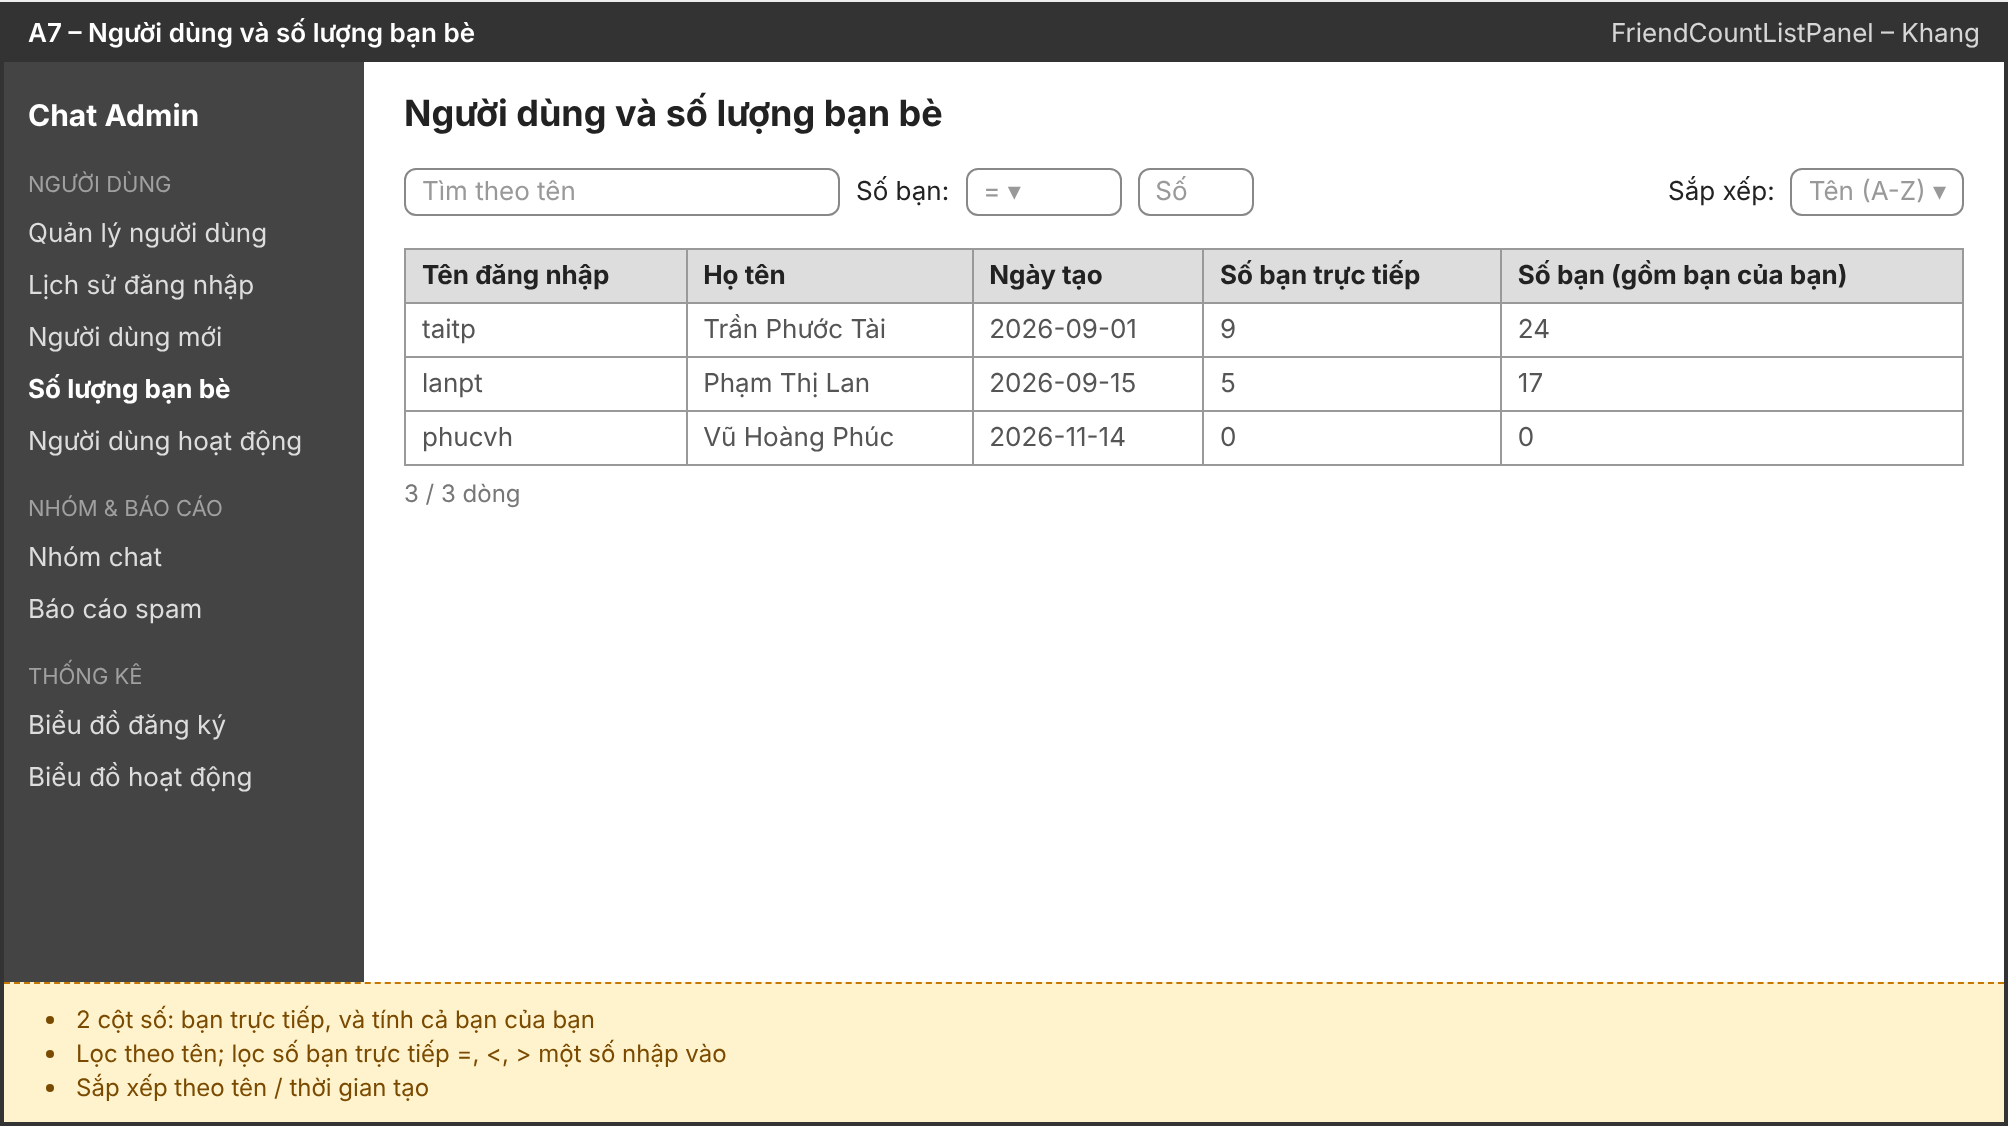 A7 – Người dùng và số lượng bạn bè
FriendCountListPanel – Khang
Chat Admin
NGƯỜI DÙNG
Quản lý người dùng
Lịch sử đăng nhập
Người dùng mới
Số lượng bạn bè
Người dùng hoạt động
NHÓM & BÁO CÁO
Nhóm chat
Báo cáo spam
THỐNG KÊ
Biểu đồ đăng ký
Biểu đồ hoạt động
Người dùng và số lượng bạn bè
Tìm theo tên Số bạn: = ▾ Số Sắp xếp: Tên (A-Z) ▾
Tên đăng nhập Họ tên Ngày tạo Số bạn trực tiếp Số bạn (gồm bạn của bạn)
taitp Trần Phước Tài 2026-09-01 9 24
lanpt Phạm Thị Lan 2026-09-15 5 17
phucvh Vũ Hoàng Phúc 2026-11-14 0 0
3 / 3 dòng
• 2 cột số: bạn trực tiếp, và tính cả bạn của bạn
• Lọc theo tên; lọc số bạn trực tiếp =, <, > một số nhập vào
• Sắp xếp theo tên / thời gian tạo